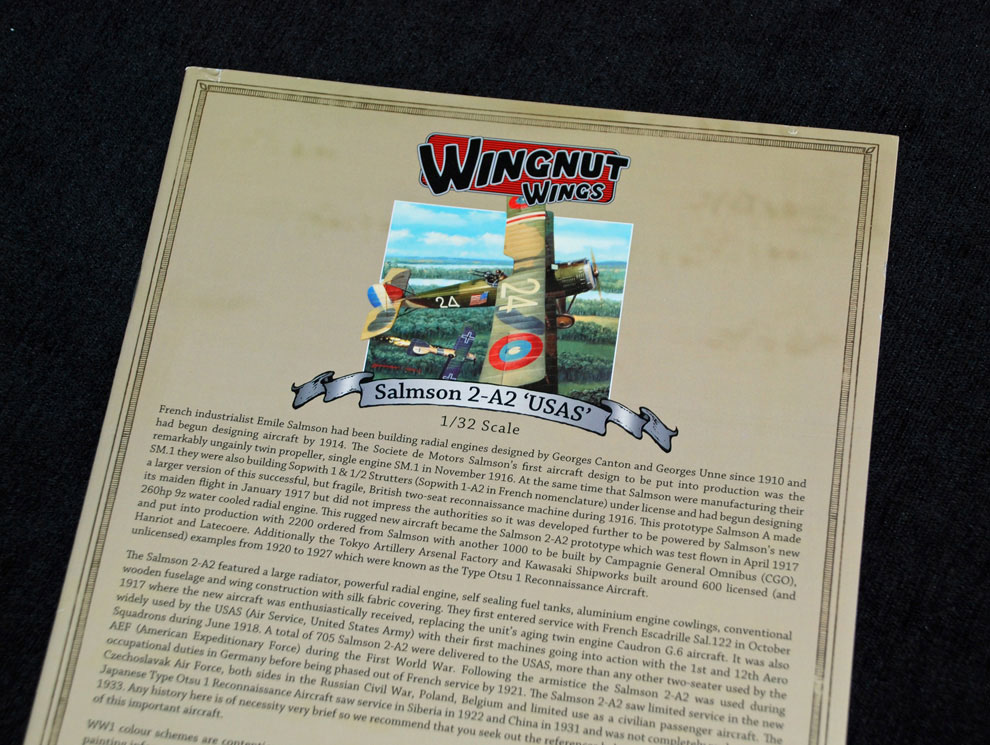 WINGNUT
WINGS
24
24
Salmson 2-A2 'USAS'
1/32 Scale
French industrialist Emile Salmson had been building radial engines designed by Georges Canton and Georges Unne since 1910 and
had begun designing aircraft by 1914. The Societe de Motors Salmson's first aircraft design to be put into production was the
remarkably ungainly twin propeller, single engine SM.1 in November 1916. At the same time that Salmson were manufacturing their
SM.1 they were also building Sopwith 1 & 1/2 Strutters (Sopwith 1-A2 in French nomenclature) under license and had begun designing
a larger version of this successful, but fragile, British two-seat reconnaissance machine during 1916. This prototype Salmson A made
its maiden flight in January 1917 but did not impress the authorities so it was developed further to be powered by Salmson's new
260hp 9z water cooled radial engine. This rugged new aircraft became the Salmson 2-A2 prototype which was test flown in April 1917
and put into production with 2200 ordered from Salmson with another 1000 to be built by Campagnie General Omnibus (CGO),
Hanriot and Latecoere. Additionally the Tokyo Artillery Arsenal Factory and Kawasaki Shipworks built around 600 licensed (and
unlicensed) examples from 1920 to 1927 which were known as the Type Otsu 1 Reconnaissance Aircraft.
The Salmson 2-A2 featured a large radiator, powerful radial engine, self sealing fuel tanks, aluminium engine cowlings, conventional
wooden fuselage and wing construction with silk fabric covering. They first entered service with French Escadrille Sal.122 in October
1917 where the new aircraft was enthusiastically received, replacing the unit's aging twin engine Caudron G.6 aircraft. It was also
widely used by the USAS (Air Service, United States Army) with their first machines going into action with the 1st and 12th Aero
Squadrons during June 1918. A total of 705 Salmson 2-A2 were delivered to the USAS, more than any other two-seater used by the
AEF (American Expeditionary Force) during the First World War. Following the armistice the Salmson 2-A2 was used during
occupational duties in Germany before being phased out of French service by 1921. The Salmson 2-A2 saw limited service in the new
Czechoslavak Air Force, both sides in the Russian Civil War, Poland, Belgium and limited use as a civilian passenger aircraft. The
Japanese Type Otsu 1 Reconnaissance Aircraft saw service in Siberia in 1922 and China in 1931 and was not completely
1933. Any history here is of necessity very brief so we recommend that you seek out the
of this important aircraft.
WW1 colour schemes are
painting